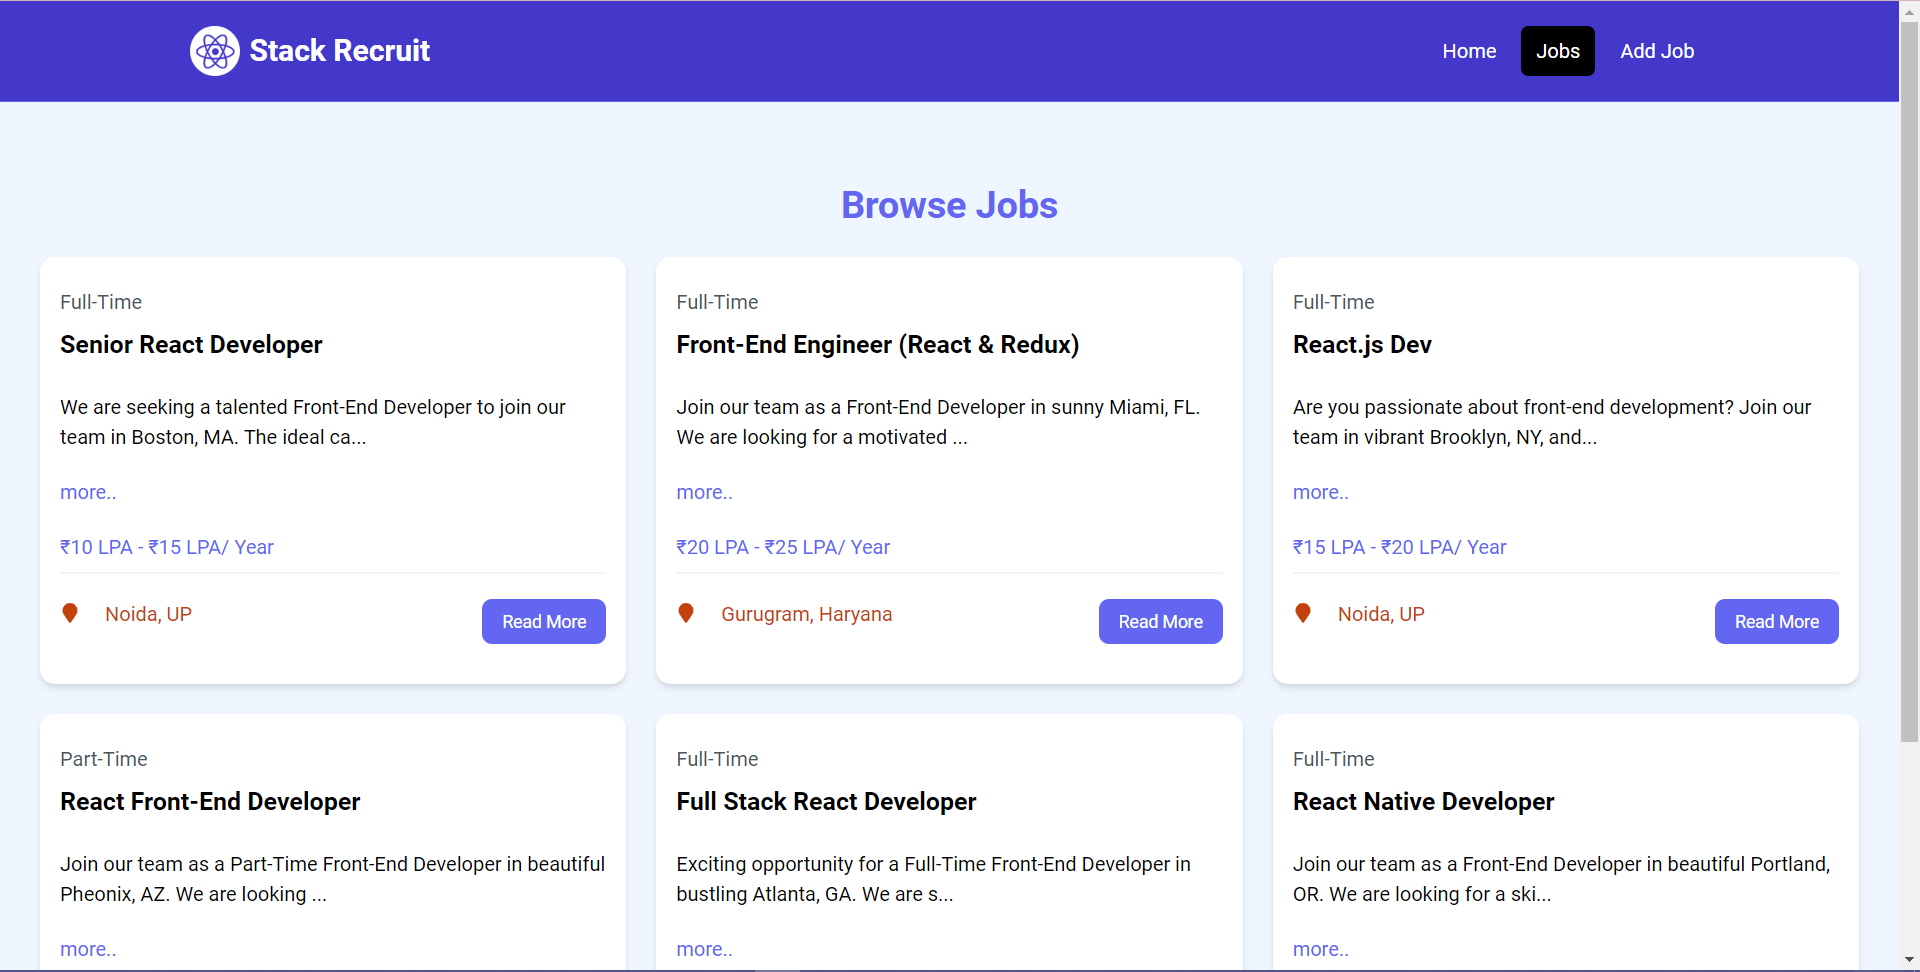 Stack Recruit
Home
Jobs
Add Job
Browse Jobs
Full-Time
Senior React Developer
We are seeking a talented Front-End Developer to join our
team in Boston, MA. The ideal ca...
more..
₹10 LPA - ₹15 LPA/ Year
Noida, UP
Read More
Full-Time
Front-End Engineer (React & Redux)
Join our team as a Front-End Developer in sunny Miami, FL.
We are looking for a motivated ...
more..
₹20 LPA - ₹25 LPA/ Year
Gurugram, Haryana
Read More
Full-Time
React.js Dev
Are you passionate about front-end development? Join our
team in vibrant Brooklyn, NY, and...
more..
₹15 LPA - ₹20 LPA/ Year
Noida, UP
Read More
Part-Time
React Front-End Developer
Join our team as a Part-Time Front-End Developer in beautiful
Pheonix, AZ. We are looking ...
more..
Full-Time
Full Stack React Developer
Exciting opportunity for a Full-Time Front-End Developer in
bustling Atlanta, GA. We are s...
more..
Full-Time
React Native Developer
Join our team as a Front-End Developer in beautiful Portland,
OR. We are looking for a ski...
more..